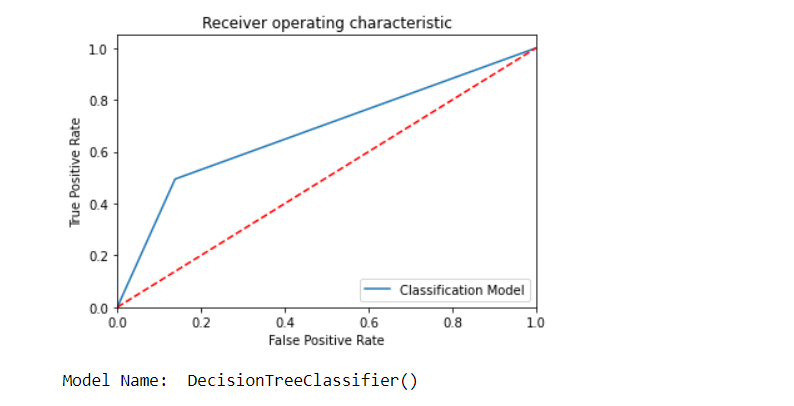 Receiver operating characteristic
1.0
0.8
0.6
0.4
0.2
0.0
True Positive Rate
Classification Model
0.0 0.2 0.4 0.6 0.8 1.0
False Positive Rate
Model Name: DecisionTreeClassifier()